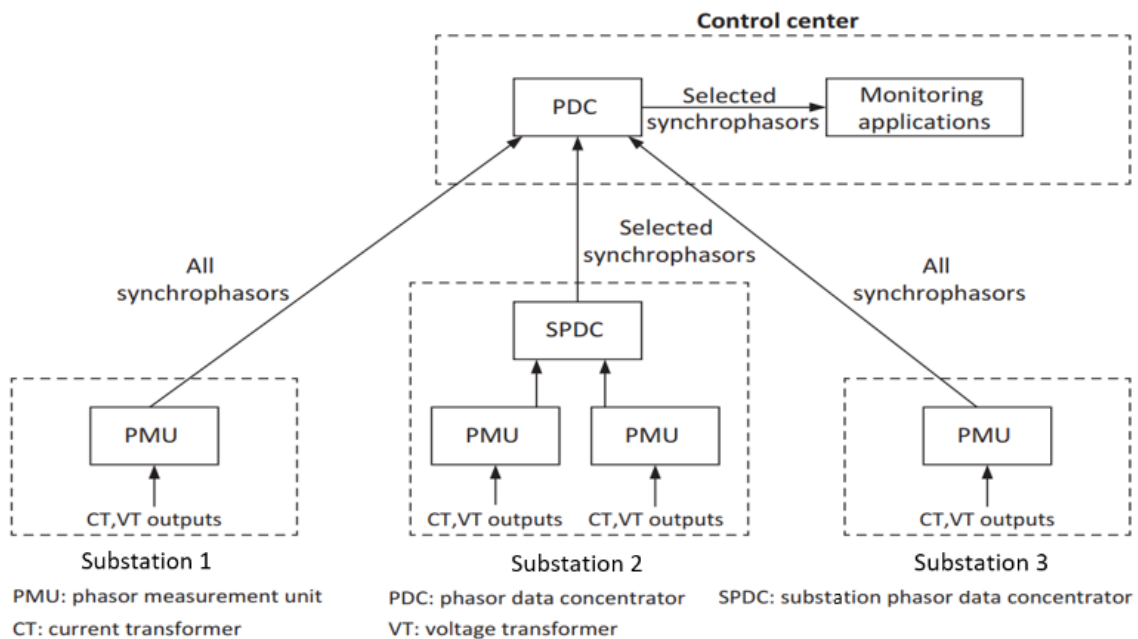 Control center
PDC
Selected
synchrophasors
Monitoring
applications
All
synchrophasors
Selected
synchrophasors
All
synchrophasors
SPDC
PMU
PMU
PMU
PMU
CT,VT outputs
CT,VT outputs
CT,VT outputs
CT,VT outputs
Substation 1
Substation 2
Substation 3
PMU: phasor measurement unit
PDC: phasor data concentrator
SPDC: substation phasor data concentrator
CT: current transformer
VT: voltage transformer